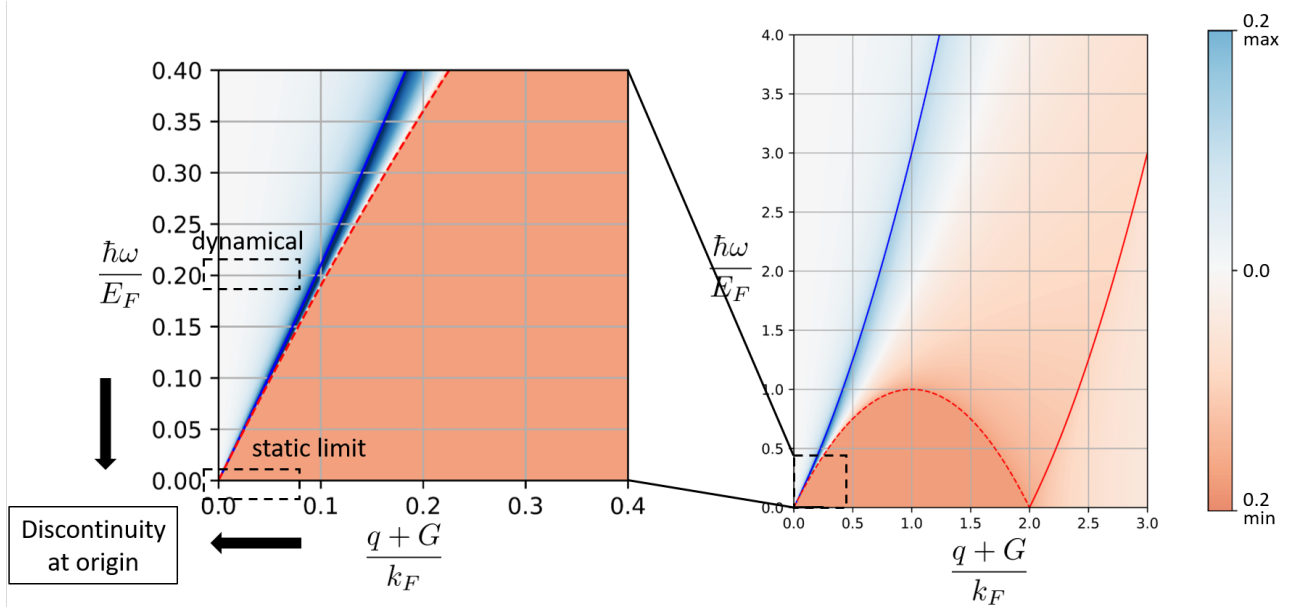 0.40
0.35
0.30
0.25
dynamical
0.20
0.15
0.10
0.05
static limit
0.00
0.0 0.1 0.2 0.3 0.4
ħω
E_F
q + G
k_F
Discontinuity
at origin
4.0
3.5
3.0
2.5
2.0
1.5
1.0
0.5
0.0
0.0 0.5 1.0 1.5 2.0 2.5 3.0
ħω
E_F
q + G
k_F
0.2
max
0.0
0.2
min